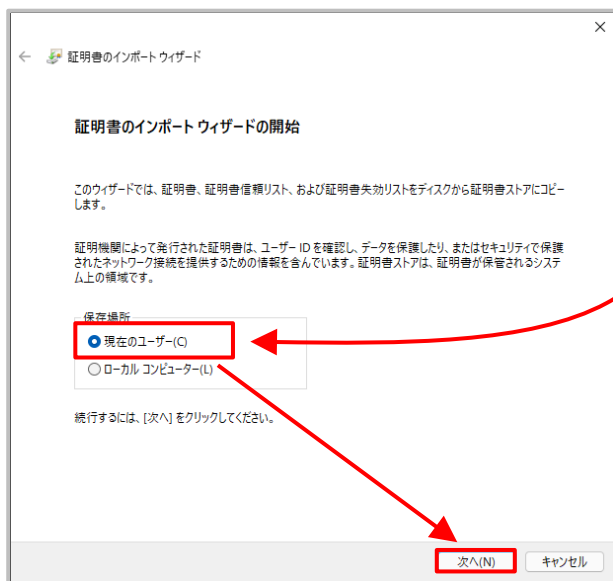 証明書のインポート ウィザード
証明書のインポート ウィザードの開始
このウィザードでは、証明書、証明書信頼リスト、および証明書失効リストをディスクから証明書ストアにコピー
します。
証明機関によって発行された証明書は、ユーザー ID を確認し、データを保護したり、またはセキュリティで保護
されたネットワーク接続を提供するための情報を含んでいます。証明書ストアは、証明書が保管されるシステ
ム上の領域です。
保存場所
現在のユーザー(C)
ローカル コンピューター(L)
続行するには、[次へ] をクリックしてください。
次へ(N)
キャンセル